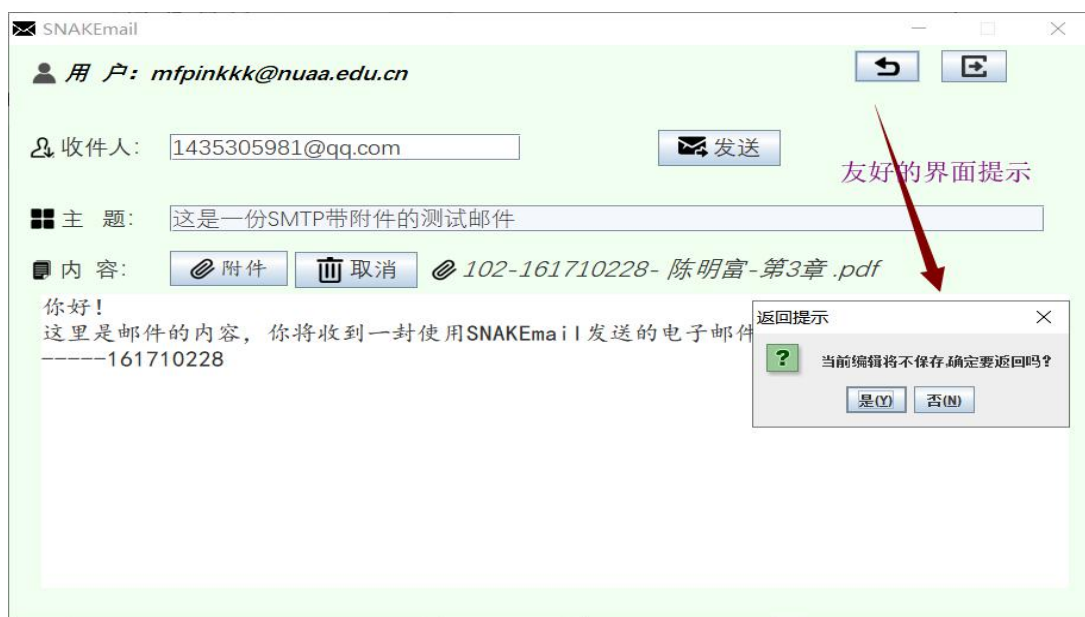 SNAKEmail
用 户: mfpinkkk@nuaa.edu.cn
收件人: 1435305981@qq.com 发送
友好的界面提示
主 题: 这是一份SMTP带附件的测试邮件
内 容: 附件 取消 102-161710228- 陈明富-第3章 .pdf
你好!
这里是邮件的内容, 你将收到一封使用SNAKEmail发送的电子邮件
-----161710228
返回提示
当前编辑将不保存,确定要返回吗?
是(Y) 否(N)